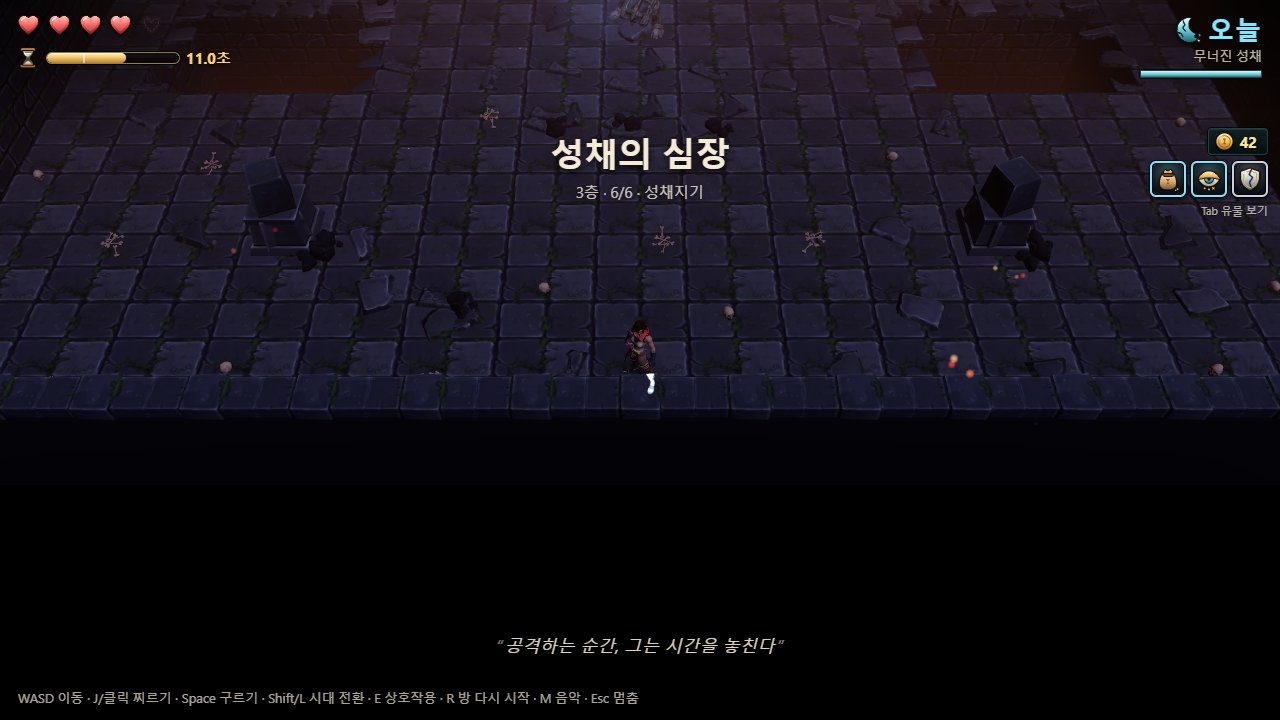 11.0초
오늘
무너진 성채
42
성채의 심장
3층 · 6/6 · 성채지기
Tab 유물 보기
“공격하는 순간, 그는 시간을 놓친다”
WASD 이동 · J/클릭 찌르기 · Space 구르기 · Shift/L 시대 전환 · E 상호작용 · R 방 다시 시작 · M 음악 · Esc 멈춤